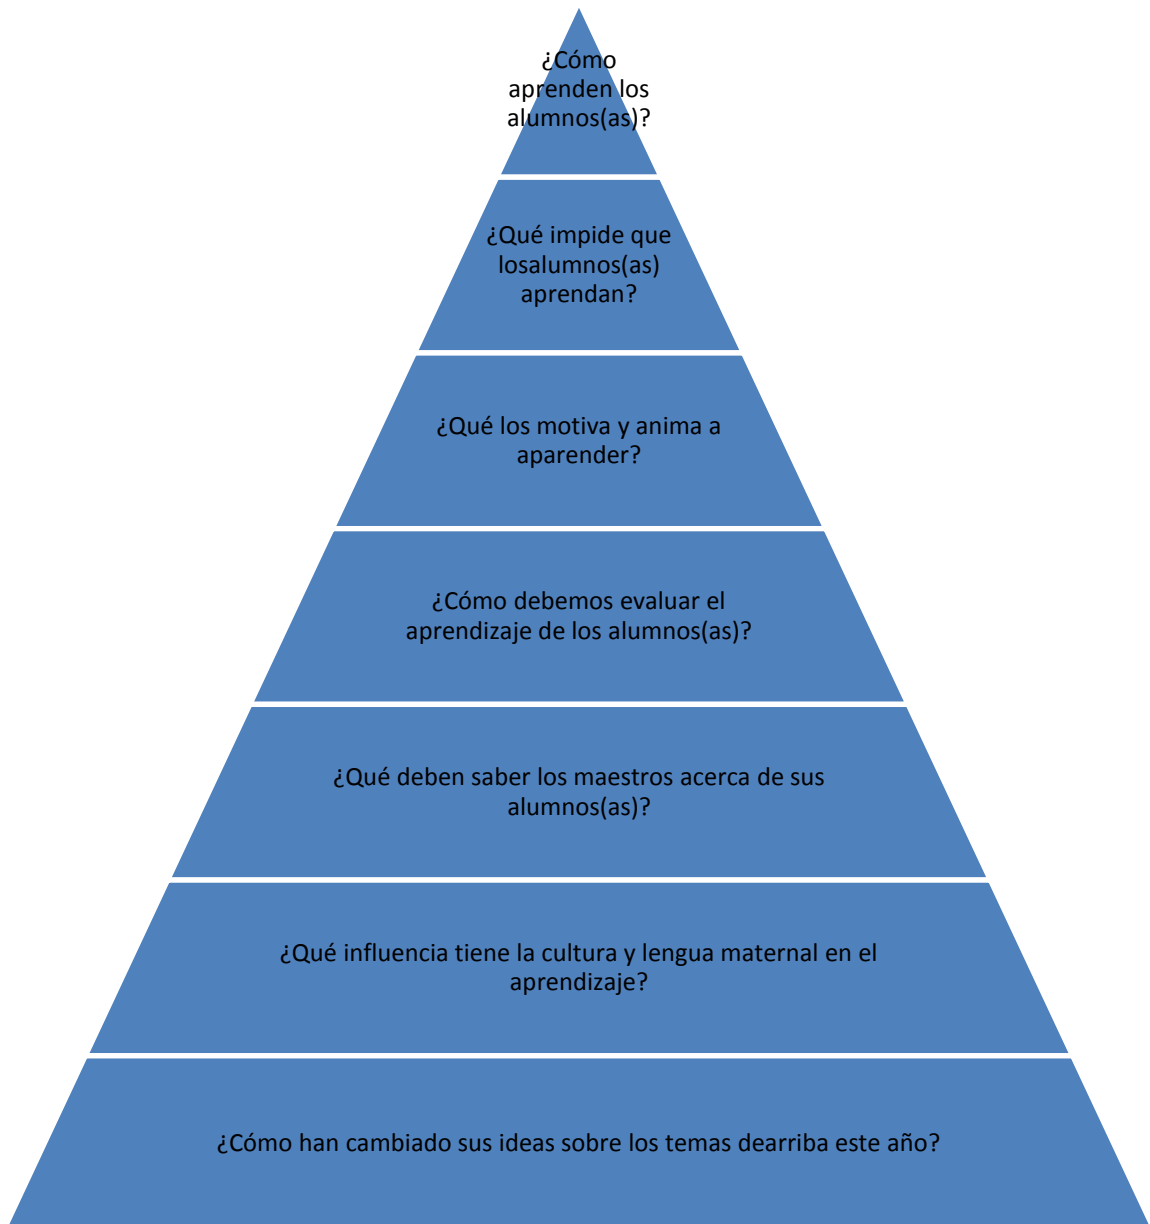 ¿Cómo
aprenden los
alumnos(as)?
¿Qué impide que
losalumnos(as)
aprendan?
¿Qué los motiva y anima a
aparender?
¿Cómo debemos evaluar el
aprendizaje de los alumnos(as)?
¿Qué deben saber los maestros acerca de sus
alumnos(as)?
¿Qué influencia tiene la cultura y lengua maternal en el
aprendizaje?
¿Cómo han cambiado sus ideas sobre los temas dearriba este año?